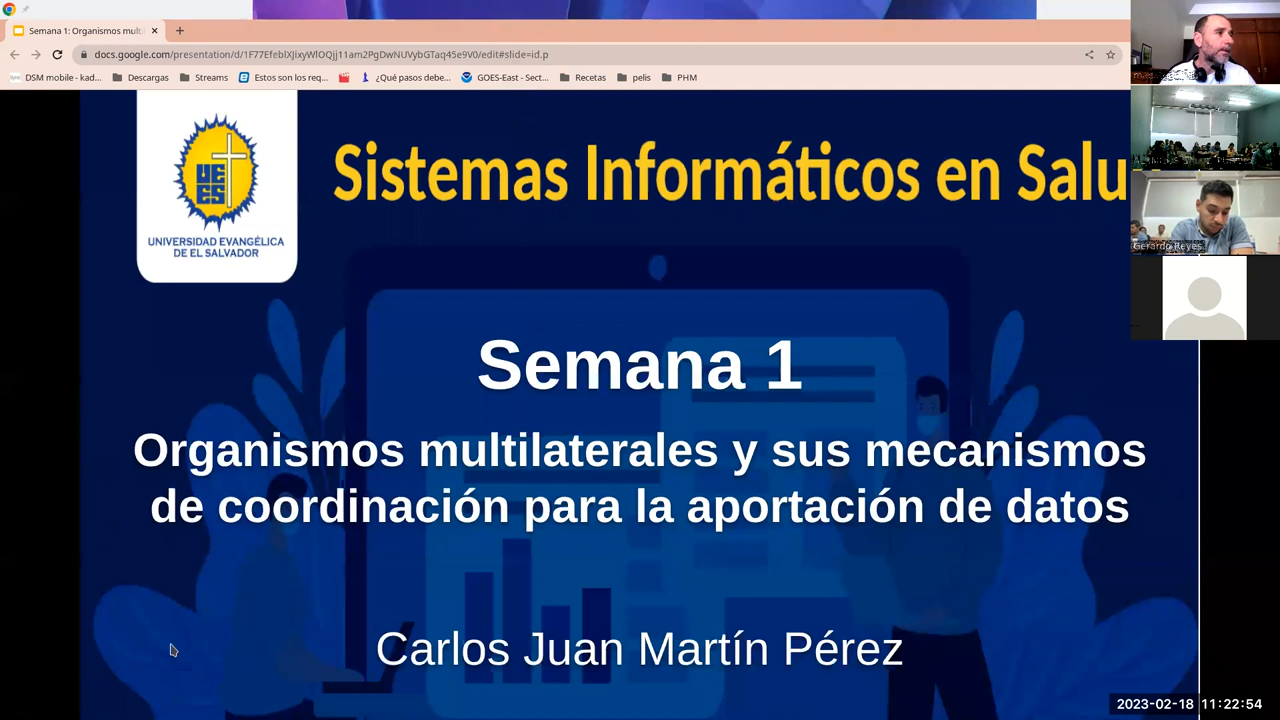 Semana 1: Organismos multi
docs.google.com/presentation/d/1F77EfeblXJixyWlOQjj11am2PgDwNUVybGTaq45e9V0/edit#slide=id.p
DSM mobile - kad... Descargas Streams Estos son los req... ¿Qué pasos debe... GOES-East - Sect... Recetas pelis PHM
UE
ES
UNIVERSIDAD EVANGÉLICA
DE EL SALVADOR
Sistemas Informáticos en Salu
Gerardo Reyes
Semana 1
Organismos multilaterales y sus mecanismos
de coordinación para la aportación de datos
Carlos Juan Martín Pérez
2023-02-18 11:22:54